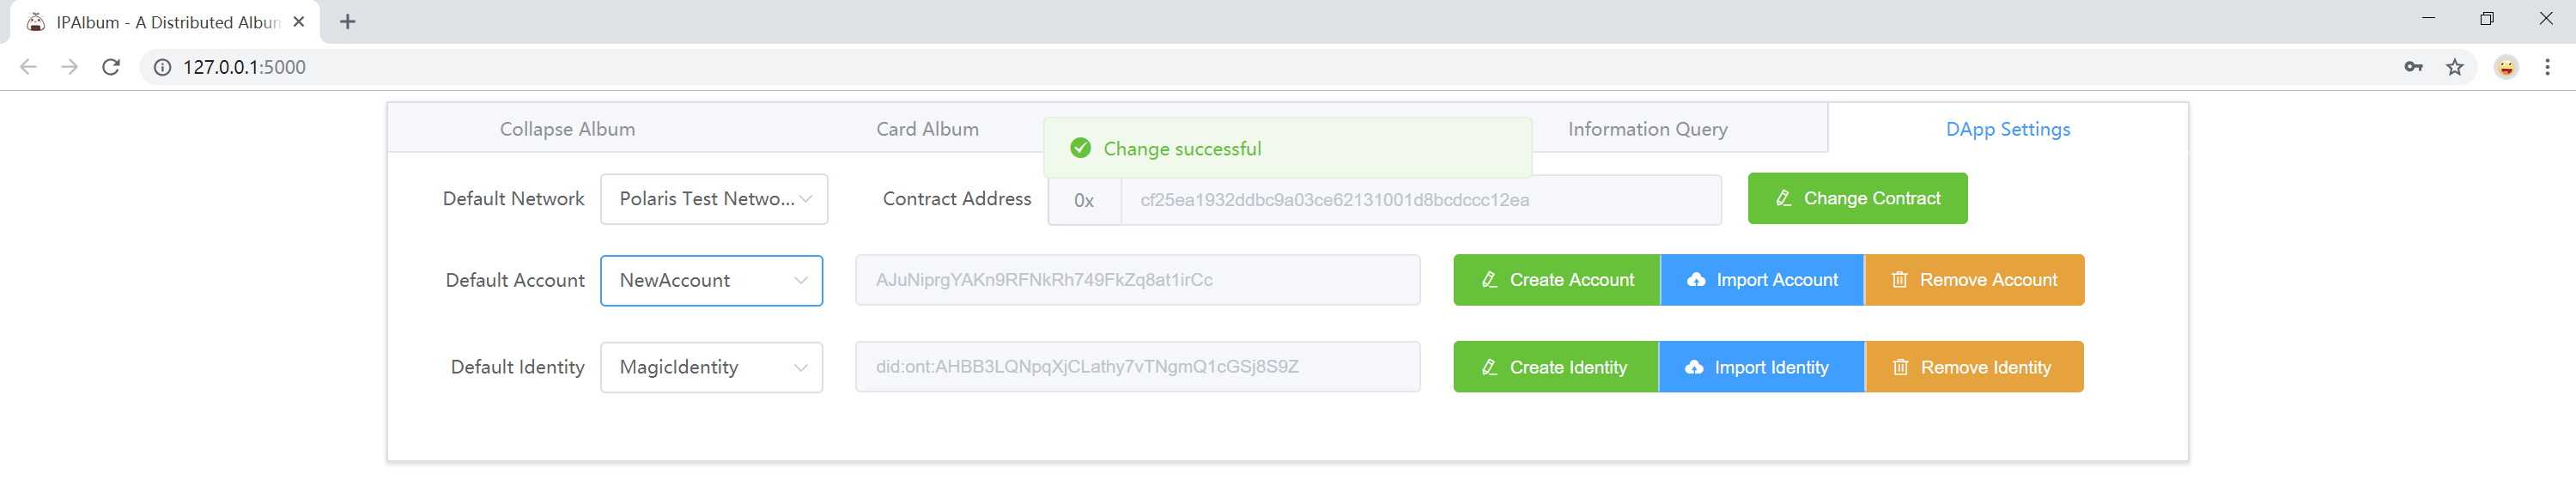 IPAlbum - A Distributed Album
127.0.0.1:5000
Collapse Album
Card Album
Change successful
Information Query
DApp Settings
Default Network
Polaris Test Netwo...
Contract Address
0x
cf25ea1932ddbc9a03ce62131001d8bcdccc12ea
Change Contract
Default Account
NewAccount
AJuNiprgYAKn9RFNkRh749FkZq8at1irCc
Create Account
Import Account
Remove Account
Default Identity
MagicIdentity
did:ont:AHBB3LQNpqXjCLathy7vTNgmQ1cGSj8S9Z
Create Identity
Import Identity
Remove Identity